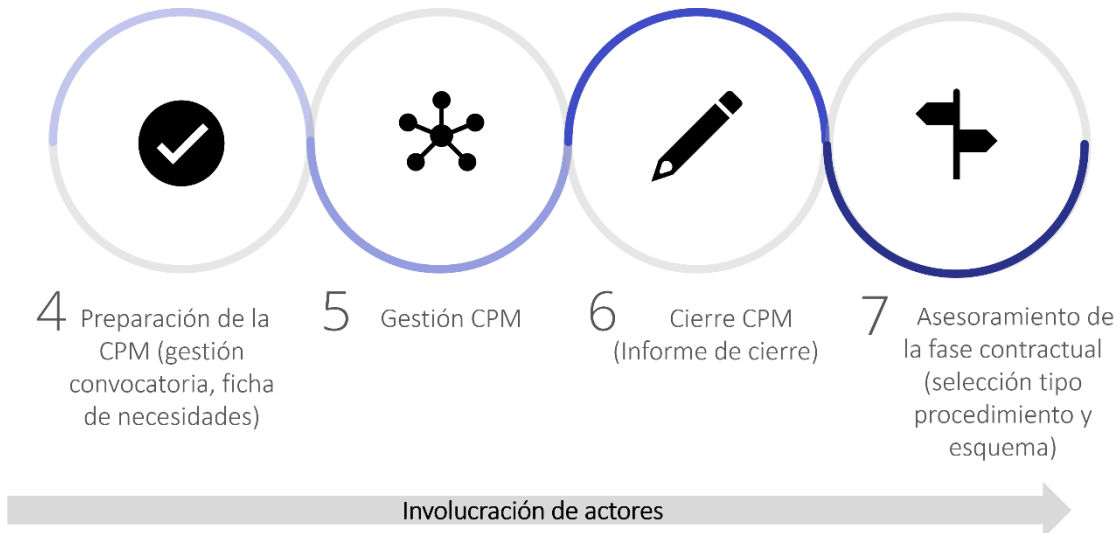 4 Preparación de la
CPM (gestión
convocatoria, ficha
de necesidades)
5 Gestión CPM
6 Cierre CPM
(Informe de cierre)
7 Asesoramiento de
la fase contractual
(selección tipo
procedimiento y
esquema)
Involucración de actores